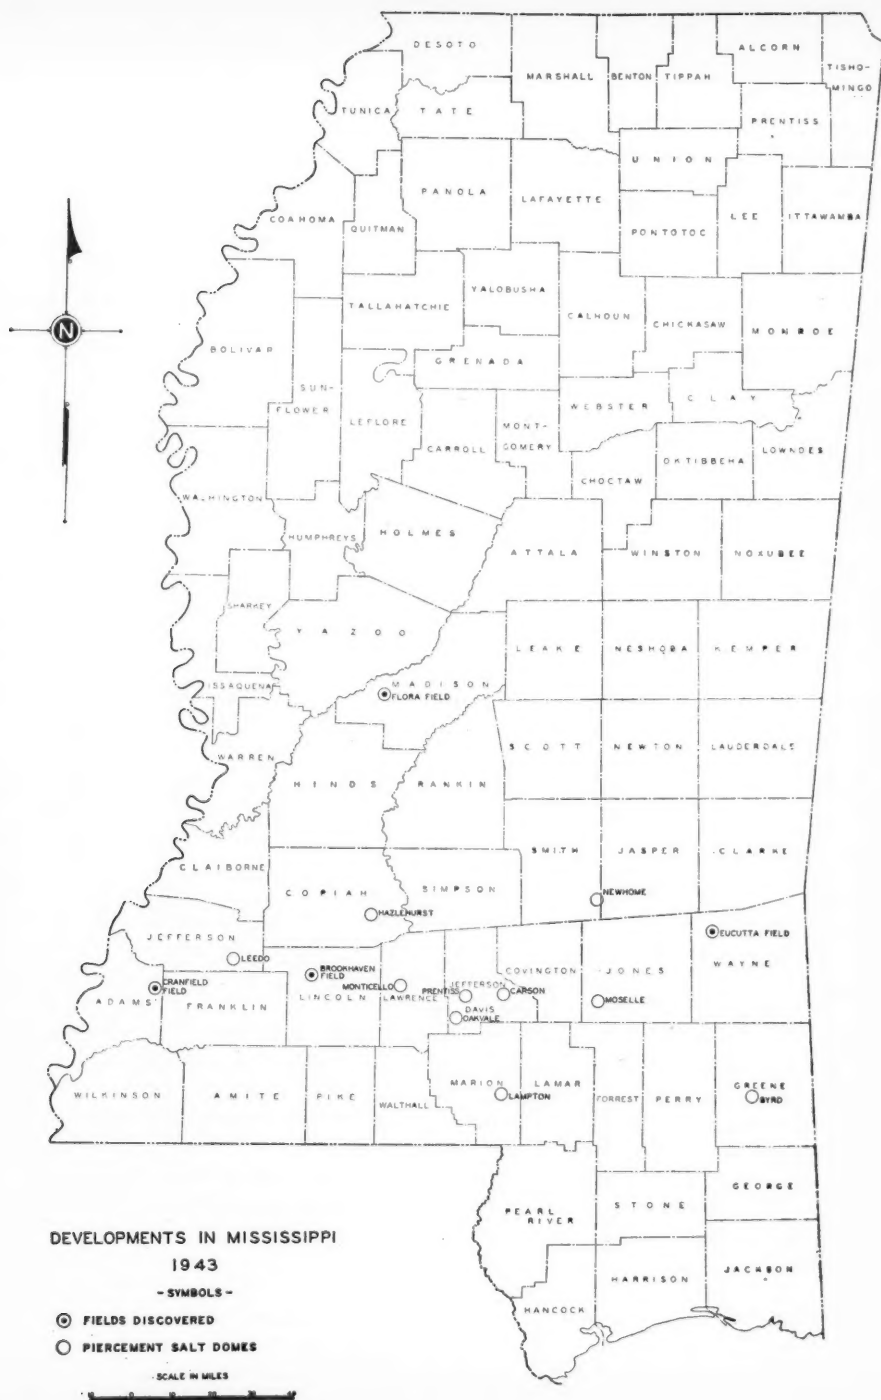 DESOTO
MARSHALL
BENTON
TIPPAH
ALCORN
TISHO-
MINGO
TUNICA
TATE
PRENTISS
UNION
PANOLA
LAFAYETTE
COAHOMA
QUITMAN
PONTOTOC
LEE
ITTAWAMBA
TALLAHATCHIE
YALOBUSHA
CALHOUN
CHICKASAW
MONROE
N
BOLIVAR
SUN-
FLOWER
GRENADA
LEFLORE
CARROLL
MONT-
GOMERY
WEBSTER
CLAY
CHOCTAW
OKTIBBEHA
LOWNDES
WALHINGTON
HUMPHREYS
HOLMES
ATTALA
WINSTON
NOXUBEE
SHARKEY
YAZOO
LEAKE
NESHOBA
KEMPER
ISSAQUENA
MADISON
FLORA FIELD
WARREN
HINDS
RANKIN
SCOTT
NEWTON
LAUDERDALE
CLAIBORNE
COPIAH
SIMPSON
SMITH
JASPER
CLARKE
HAZLEHURST
NEWHOME
JEFFERSON
LEEDO
BROOKHAVEN
FIELD
LINCOLN
MONTICELLO
LAWRENCE
JEFFERSON
PRENTISS
DAVIS
OAKVALE
COVINGTON
CARSON
JONES
MOSELLE
EUCUTTA FIELD
WAYNE
CRANFIELD
FIELD
ADAMS
FRANKLIN
WILKINSON
AMITE
PIKE
WALTHALL
MARION
LAMPTON
LAMAR
FORREST
PERRY
GREENE
BYRD
PEARL
RIVER
STONE
GEORGE
HANCOCK
HARRISON
JACKSON
DEVELOPMENTS IN MISSISSIPPI
1943
- SYMBOLS -
FIELDS DISCOVERED
PIERCEMENT SALT DOMES
SCALE IN MILES